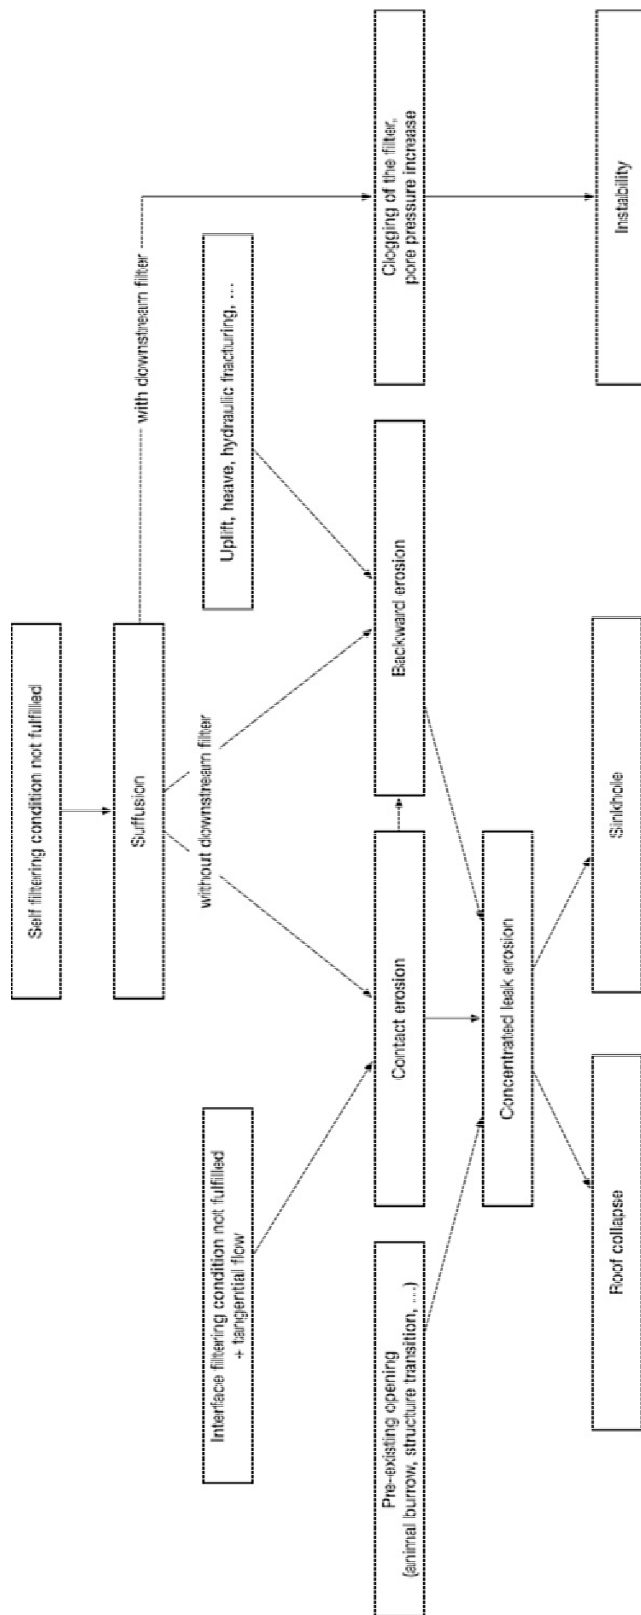 Self filtering condition not fulfilled
Suffusion
with downstream filter
without downstream filter
Interface filtering condition not fulfilled
+ tangential flow
Uplift, heave, hydraulic fracturing, ...
Pre-existing opening
(animal burrow, structure transition, ...)
Contact erosion
Backward erosion
Clogging of the filter,
pore pressure increase
Concentrated leak erosion
Roof collapse
Sinkhole
Instability